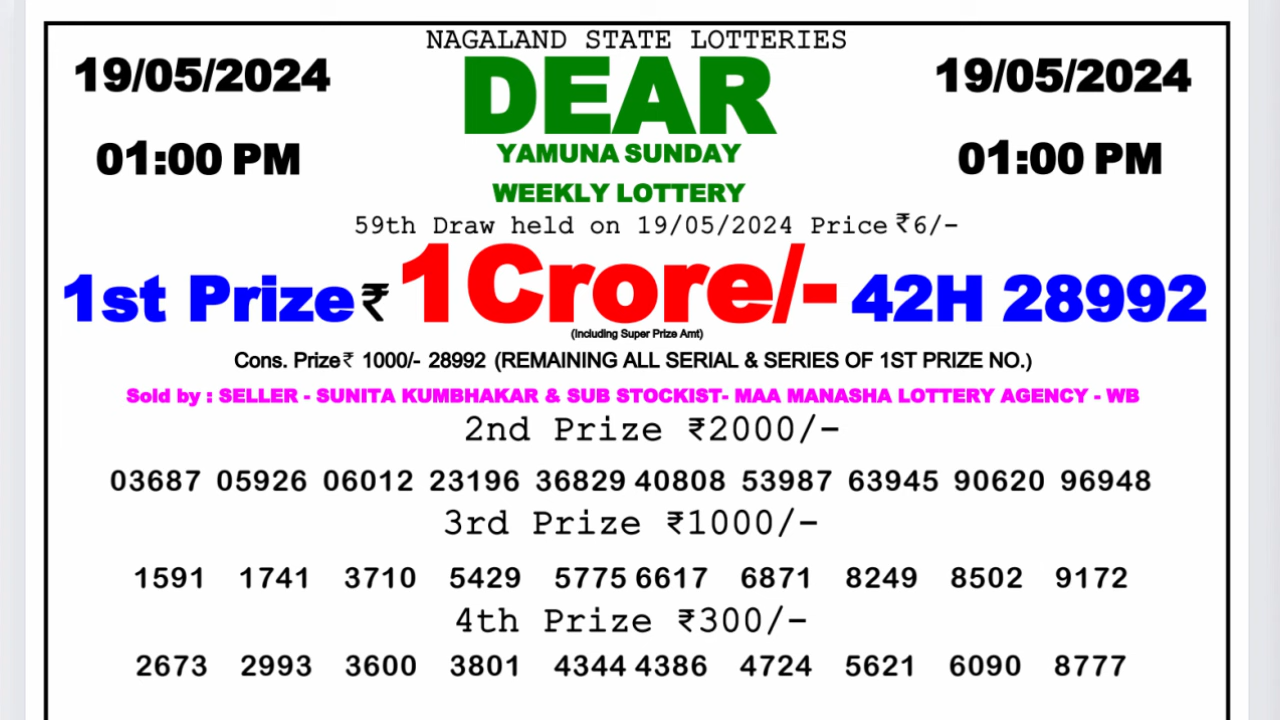 NAGALAND STATE LOTTERIES
19/05/2024 DEAR 19/05/2024
01:00 PM YAMUNA SUNDAY 01:00 PM
WEEKLY LOTTERY
59th Draw held on 19/05/2024 Price ₹6/-
1st Prize ₹ 1Crore/- 42H 28992
(Including Super Prize Amt)
Cons. Prize ₹ 1000/- 28992 (REMAINING ALL SERIAL & SERIES OF 1ST PRIZE NO.)
Sold by : SELLER - SUNITA KUMBHAKAR & SUB STOCKIST- MAA MANASHA LOTTERY AGENCY - WB
2nd Prize ₹2000/-
03687 05926 06012 23196 36829 40808 53987 63945 90620 96948
3rd Prize ₹1000/-
1591 1741 3710 5429 5775 6617 6871 8249 8502 9172
4th Prize ₹300/-
2673 2993 3600 3801 4344 4386 4724 5621 6090 8777